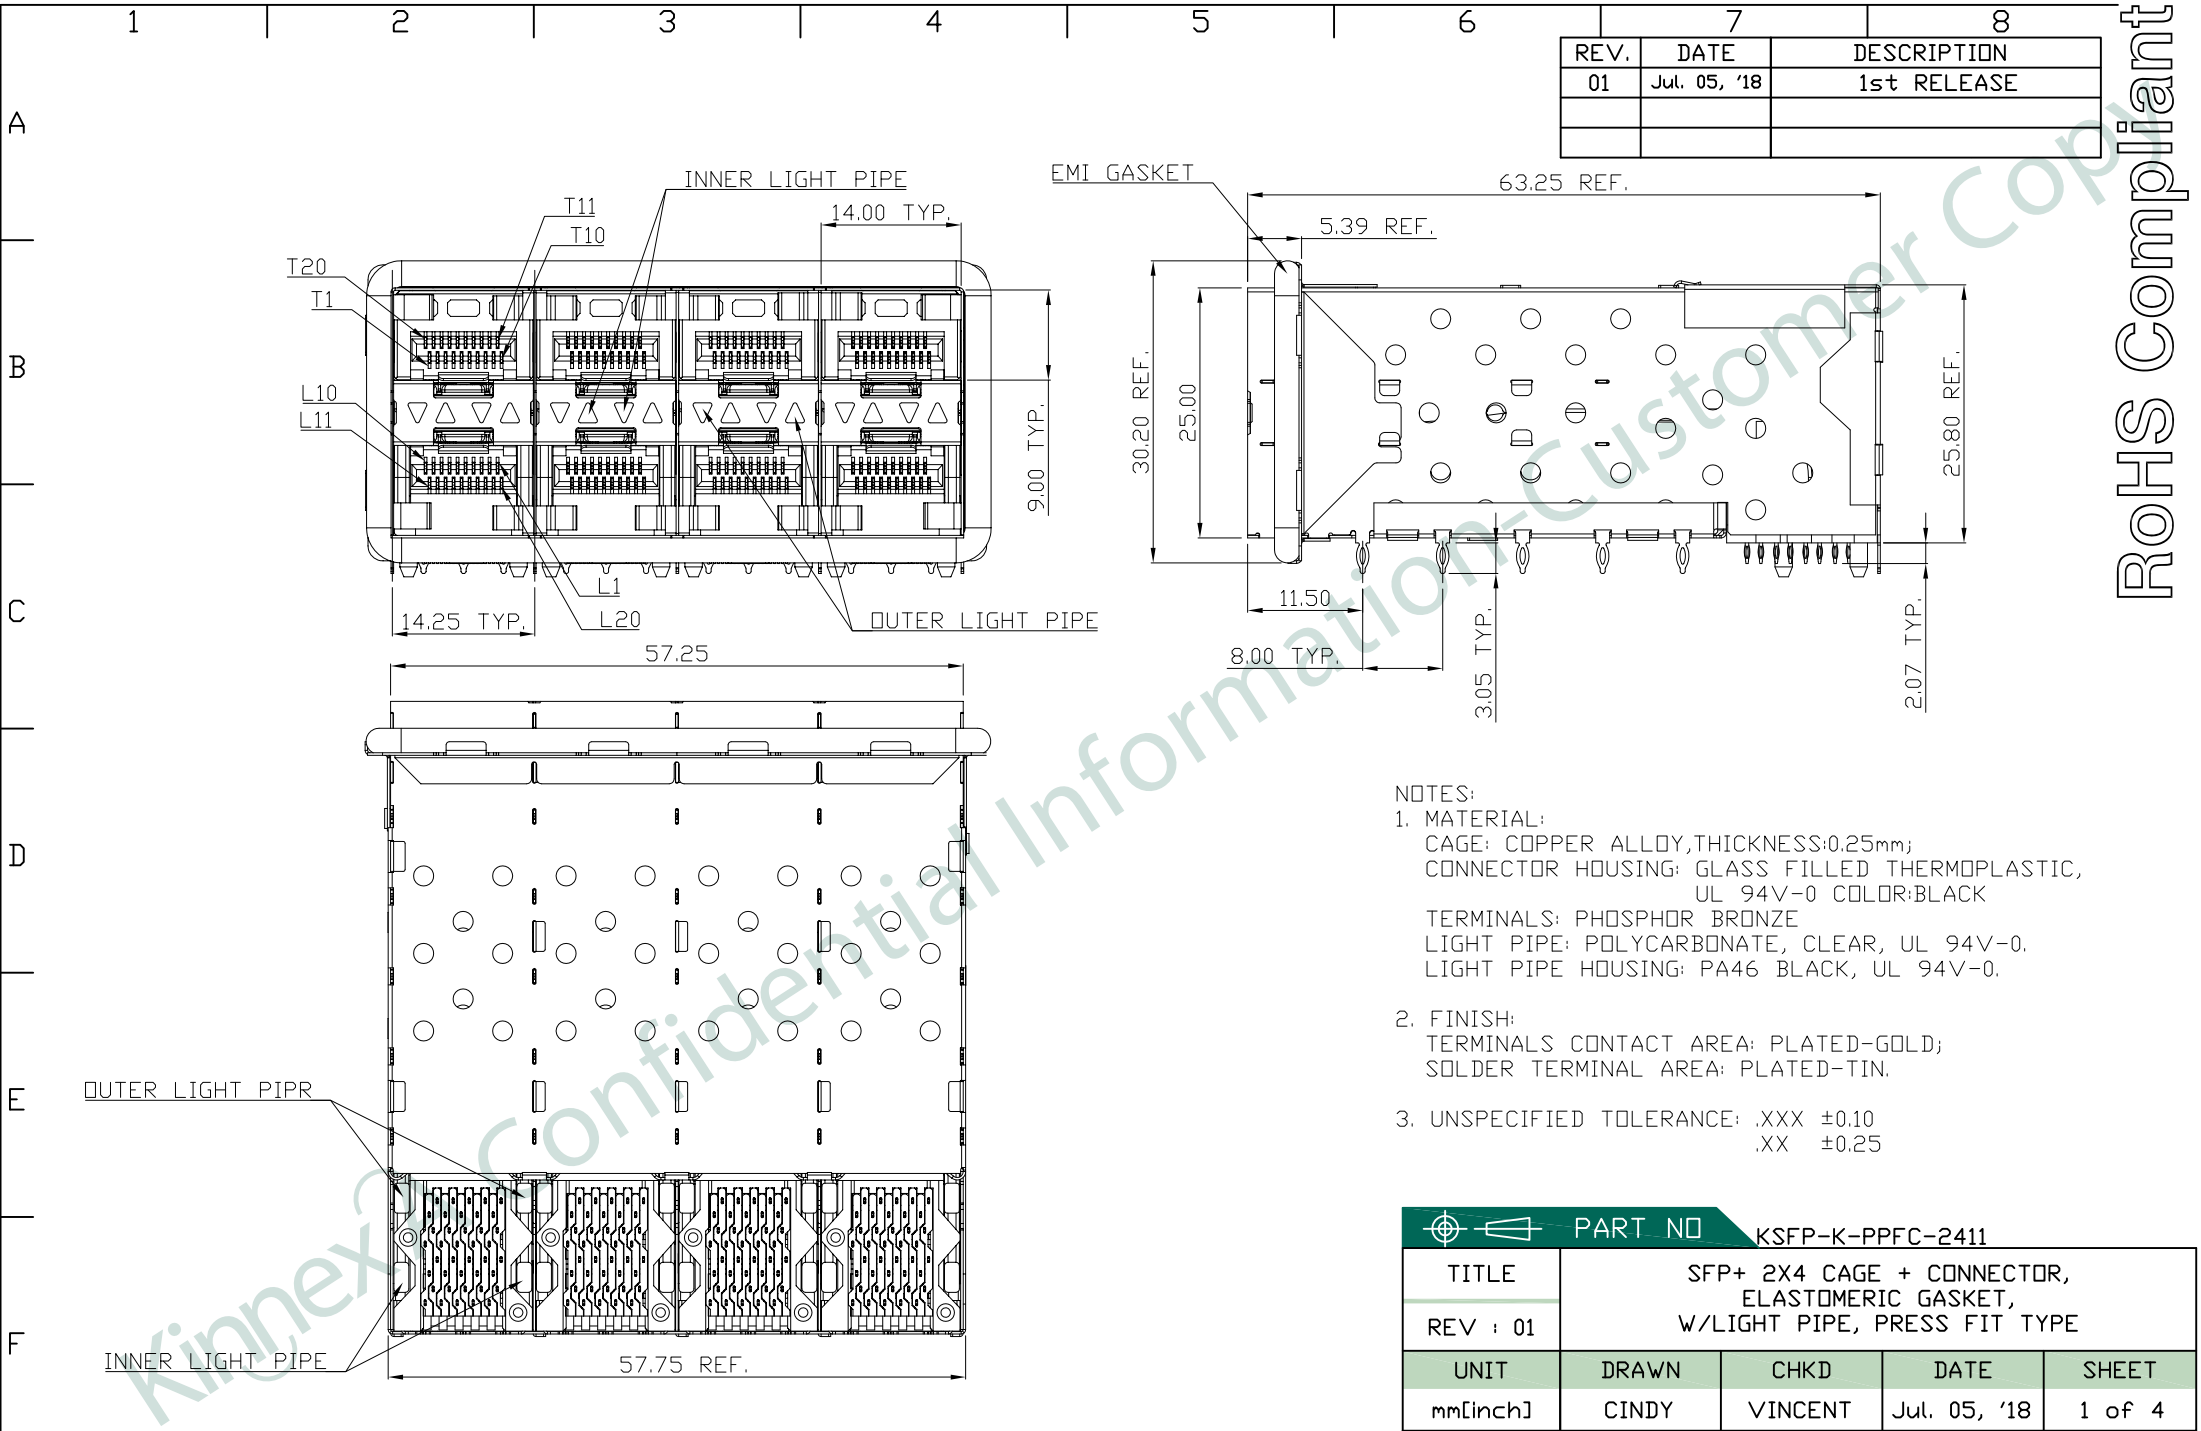 1 2 3 4 5 6 7 8
REV. DATE DESCRIPTION
01 Jul. 05, '18 1st RELEASE
RoHS Compliant
A
B
C
D
E
F
INNER LIGHT PIPE
T11
T10
14.00 TYP.
T20
T1
L10
L11
9.00 TYP.
L1
L20
14.25 TYP.
OUTER LIGHT PIPE
57.25
EMI GASKET
63.25 REF.
5.39 REF.
30.20 REF.
25.00
25.80 REF.
11.50
8.00 TYP.
3.05 TYP.
2.07 TYP.
OUTER LIGHT PIPR
INNER LIGHT PIPE
57.75 REF.
Kinnex A Confidential Information-Customer Copy
NOTES:
1. MATERIAL:
CAGE: COPPER ALLOY,THICKNESS:0.25mm;
CONNECTOR HOUSING: GLASS FILLED THERMOPLASTIC,
UL 94V-0 COLOR:BLACK
TERMINALS: PHOSPHOR BRONZE
LIGHT PIPE: POLYCARBONATE, CLEAR, UL 94V-0.
LIGHT PIPE HOUSING: PA46 BLACK, UL 94V-0.
2. FINISH:
TERMINALS CONTACT AREA: PLATED-GOLD;
SOLDER TERMINAL AREA: PLATED-TIN.
3. UNSPECIFIED TOLERANCE: .XXX ±0.10
.XX ±0.25
PART NO KSFP-K-PPFC-2411
TITLE SFP+ 2X4 CAGE + CONNECTOR,
ELASTOMERIC GASKET,
REV : 01 W/LIGHT PIPE, PRESS FIT TYPE
UNIT DRAWN CHKD DATE SHEET
mm[inch] CINDY VINCENT Jul. 05, '18 1 of 4